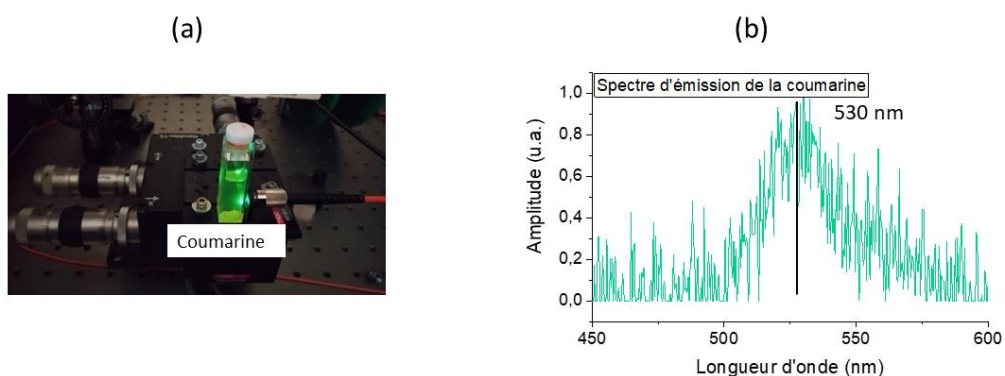 (a)
(b)
Coumarine
Spectre d'émission de la coumarine
530 nm
1,0
0,8
0,6
0,4
0,2
0,0
Amplitude (u.a.)
450
500
550
600
Longueur d'onde (nm)